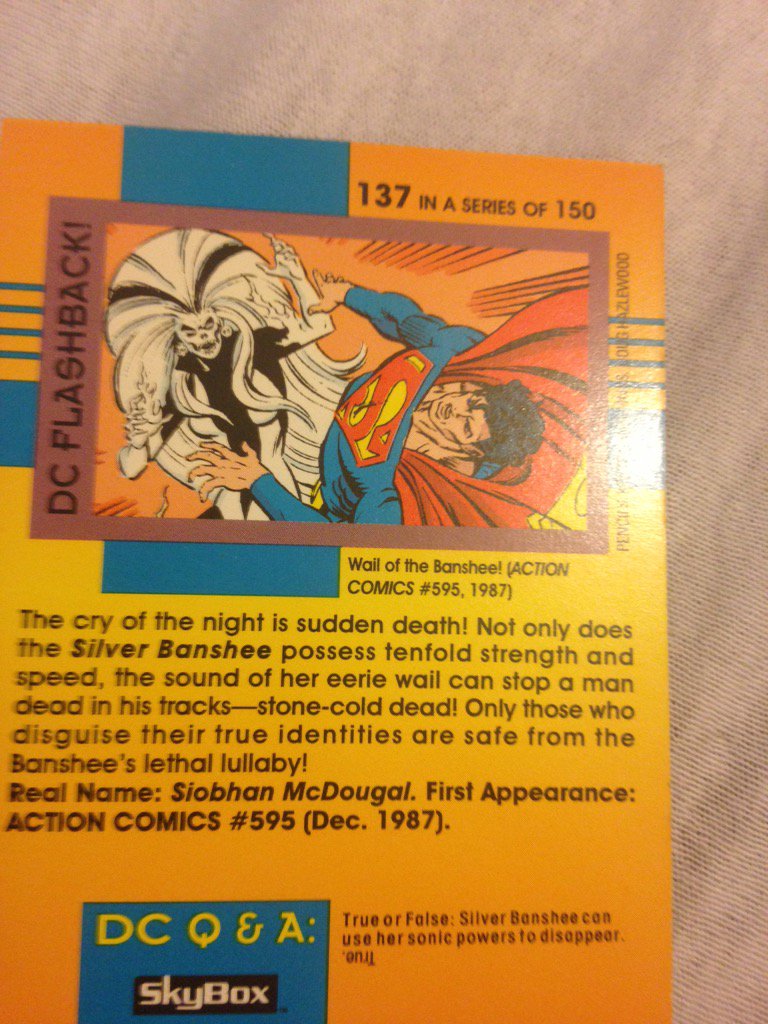 137 IN A SERIES OF 150
DC FLASHBACK!
S
HAZLEWOOD
PENCILS:
Wail of the Banshee! (ACTION
COMICS #595, 1987)
The cry of the night is sudden death! Not only does
the Silver Banshee possess tenfold strength and
speed, the sound of her eerie wail can stop a man
dead in his tracks—stone-cold dead! Only those who
disguise their true identities are safe from the
Banshee's lethal lullaby!
Real Name: Siobhan McDougal. First Appearance:
ACTION COMICS #595 (Dec. 1987).
DC Q & A:
True or False: Silver Banshee can
use her sonic powers to disappear.
True.
SkyBox
TM